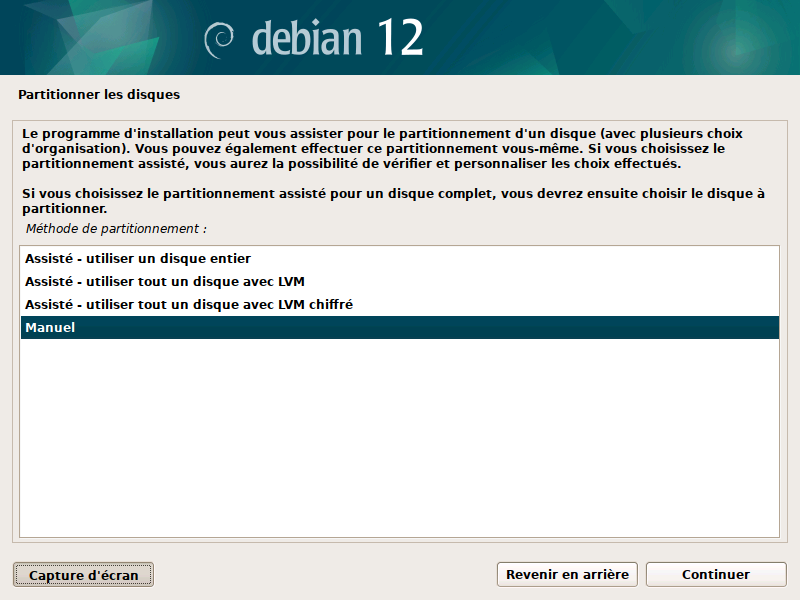 debian 12
Partitionner les disques
Le programme d'installation peut vous assister pour le partitionnement d'un disque (avec plusieurs choix
d'organisation). Vous pouvez également effectuer ce partitionnement vous-même. Si vous choisissez le
partitionnement assisté, vous aurez la possibilité de vérifier et personnaliser les choix effectués.
Si vous choisissez le partitionnement assisté pour un disque complet, vous devrez ensuite choisir le disque à
partitionner.
Méthode de partitionnement :
Assisté - utiliser un disque entier
Assisté - utiliser tout un disque avec LVM
Assisté - utiliser tout un disque avec LVM chiffré
Manuel
Capture d'écran
Revenir en arrière
Continuer